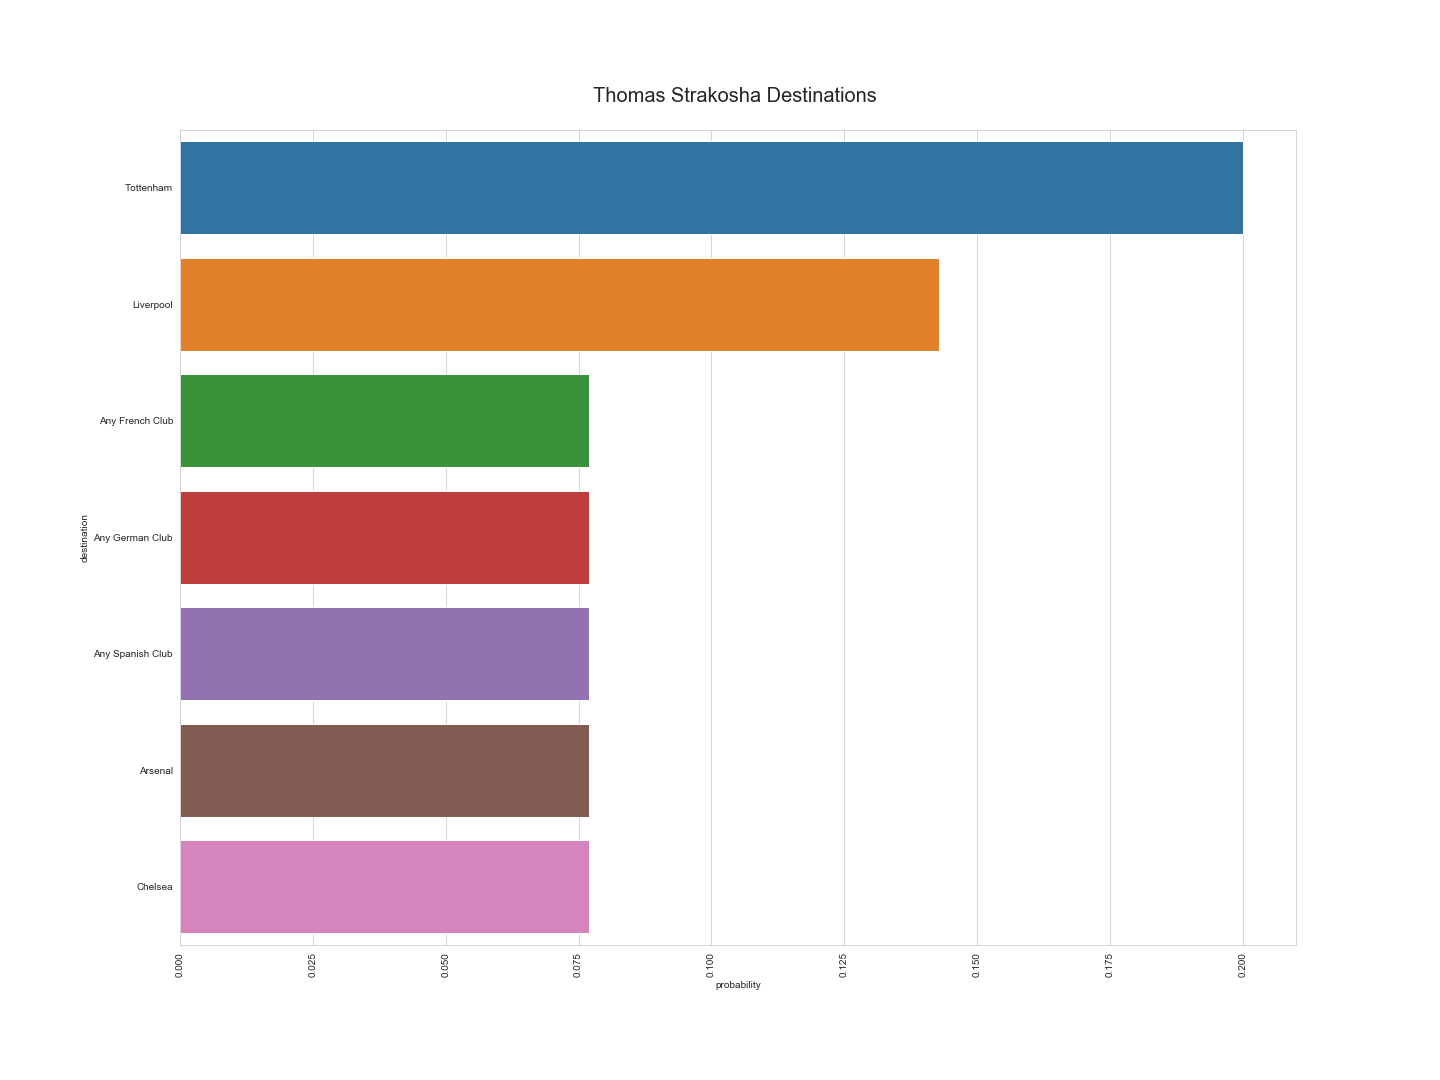 Thomas Strakosha Destinations
Tottenham
Liverpool
Any French Club
Any German Club
Any Spanish Club
Arsenal
Chelsea
destination
0.000
0.025
0.050
0.075
0.100
0.125
0.150
0.175
0.200
probability